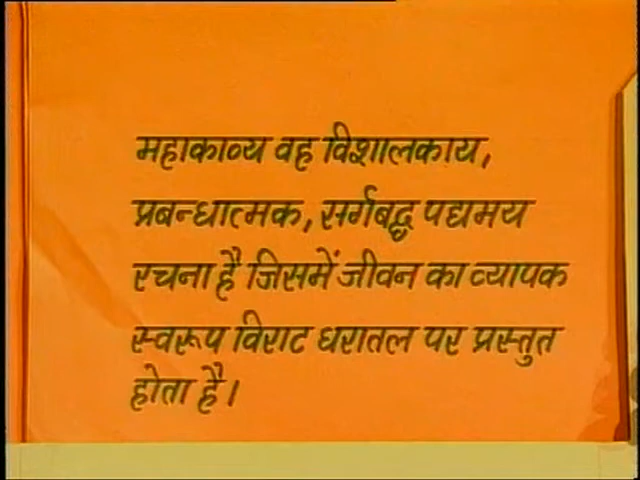 महाकाव्य वह विशालकाय,
प्रबन्धात्मक, सर्गबद्ध पद्यमय
रचना है जिसमें जीवन का व्यापक
स्वरूप विराट धरातल पर प्रस्तुत
होता है।